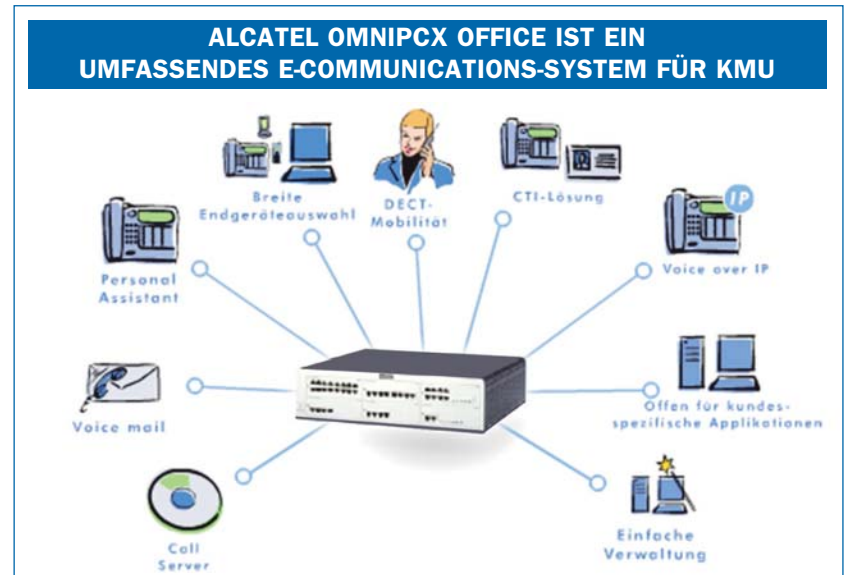 ALCATEL OMNIPCX OFFICE IST EIN
UMFASSENDES E-COMMUNICATIONS-SYSTEM FÜR KMU
Breite
Endgeräteauswahl
DECT-
Mobilität
CTI-Lösung
IP
Personal
Assistant
Voice over IP
Voice mail
Offen für kundes-
spezifische Applikationen
Call
Server
Einfache
Verwaltung